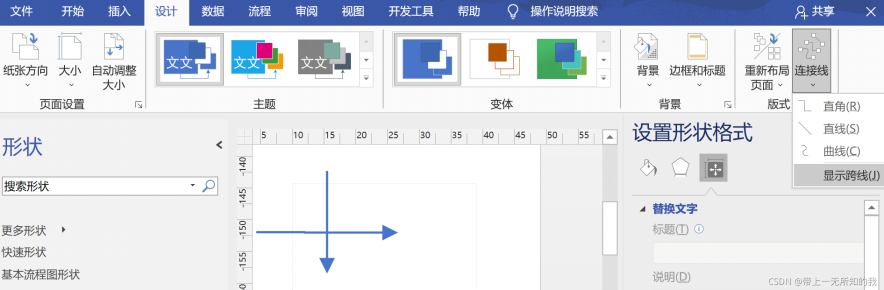 文件 开始 插入 设计 数据 流程 审阅 视图 开发工具 帮助 操作说明搜索 共享
纸张方向 大小 自动调整
大小
页面设置
文文 文文 文文
主题
变体
背景 边框和标题
背景
重新布局 连接线
页面
版式
直角(R)
直线(S)
曲线(C)
显示跨线(J)
形状
搜索形状
更多形状
快速形状
基本流程图形状
5 10 15 20 25 30 35 40 45 50 55
-140
-145
-150
-155
设置形状格式
替换文字
标题(T)
说明(D)
CSDN @带上一无所知的我